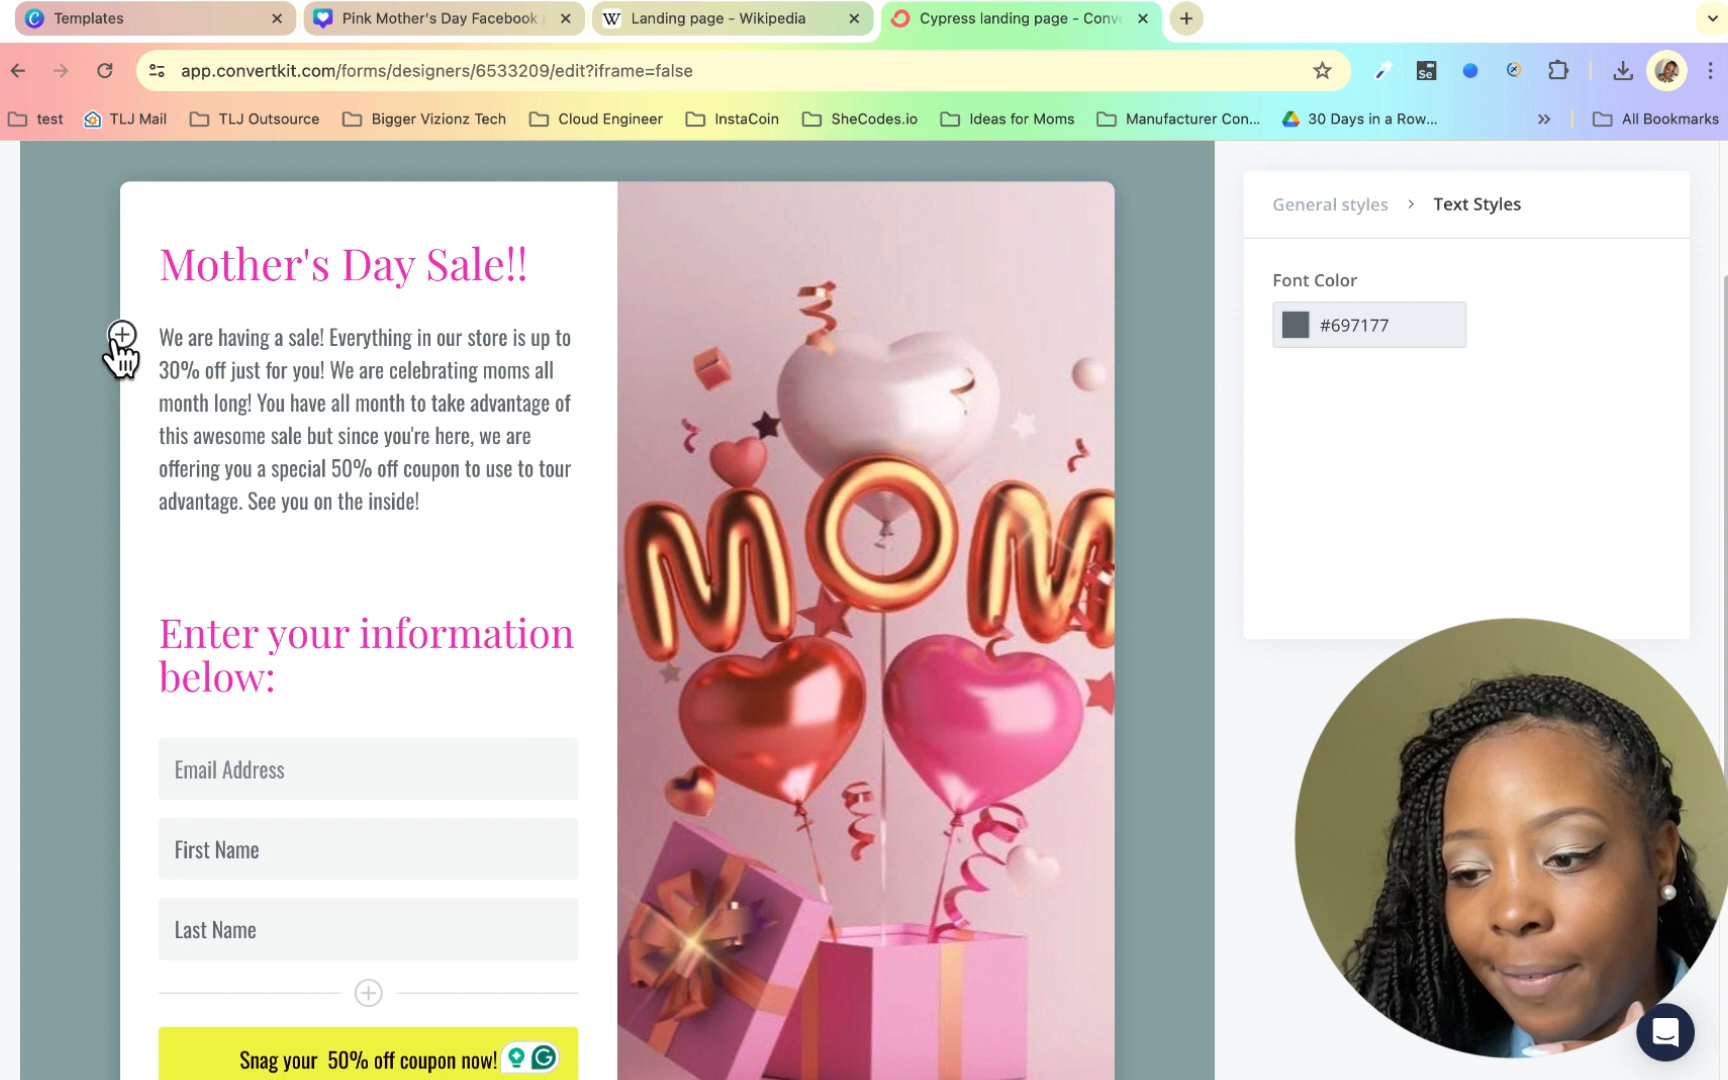 Templates
Pink Mother's Day Facebook
Landing page - Wikipedia
Cypress landing page - Conv
app.convertkit.com/forms/designers/6533209/edit?iframe=false
Se
test
TLJ Mail
TLJ Outsource
Bigger Vizionz Tech
Cloud Engineer
InstaCoin
SheCodes.io
Ideas for Moms
Manufacturer Con...
30 Days in a Row...
All Bookmarks
General styles > Text Styles
Font Color
#697177
Mother's Day Sale!!
We are having a sale! Everything in our store is up to
30% off just for you! We are celebrating moms all
month long! You have all month to take advantage of
this awesome sale but since you're here, we are
offering you a special 50% off coupon to use to tour
advantage. See you on the inside!
MOM
Enter your information
below:
Email Address
First Name
Last Name
Snag your 50% off coupon now!